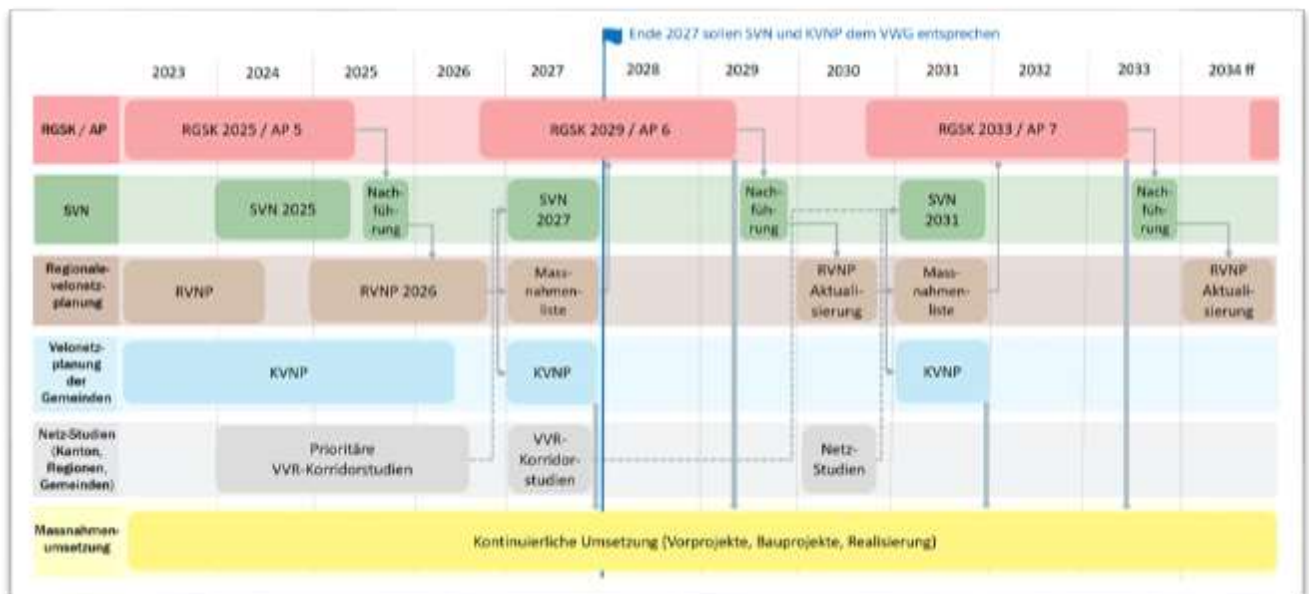 Ende 2027 sollen SVN und KVNP dem VWG entsprechen
2023 2024 2025 2026 2027 2028 2029 2030 2031 2032 2033 2034 ff
RGSK / AP
RGSK 2025 / AP 5
RGSK 2029 / AP 6
RGSK 2033 / AP 7
SVN
SVN 2025
Nach-
füh-
rung
SVN
2027
Nach-
füh-
rung
SVN
2031
Nach-
füh-
rung
Regionale-
velonetz-
planung
RVNP
RVNP 2026
Mass-
nahmen-
liste
RVNP
Aktuali-
sierung
Mass-
nahmen-
liste
RVNP
Aktuali-
sierung
Velonetz-
planung
der
Gemeinden
KVNP
KVNP
KVNP
Netz-Studien
(Kanton,
Regionen,
Gemeinden)
Prioritäre
VVR-Korridorstudien
VVR-
Korridor-
studien
Netz-
Studien
Massnahmen-
umsetzung
Kontinuierliche Umsetzung (Vorprojekte, Bauprojekte, Realisierung)